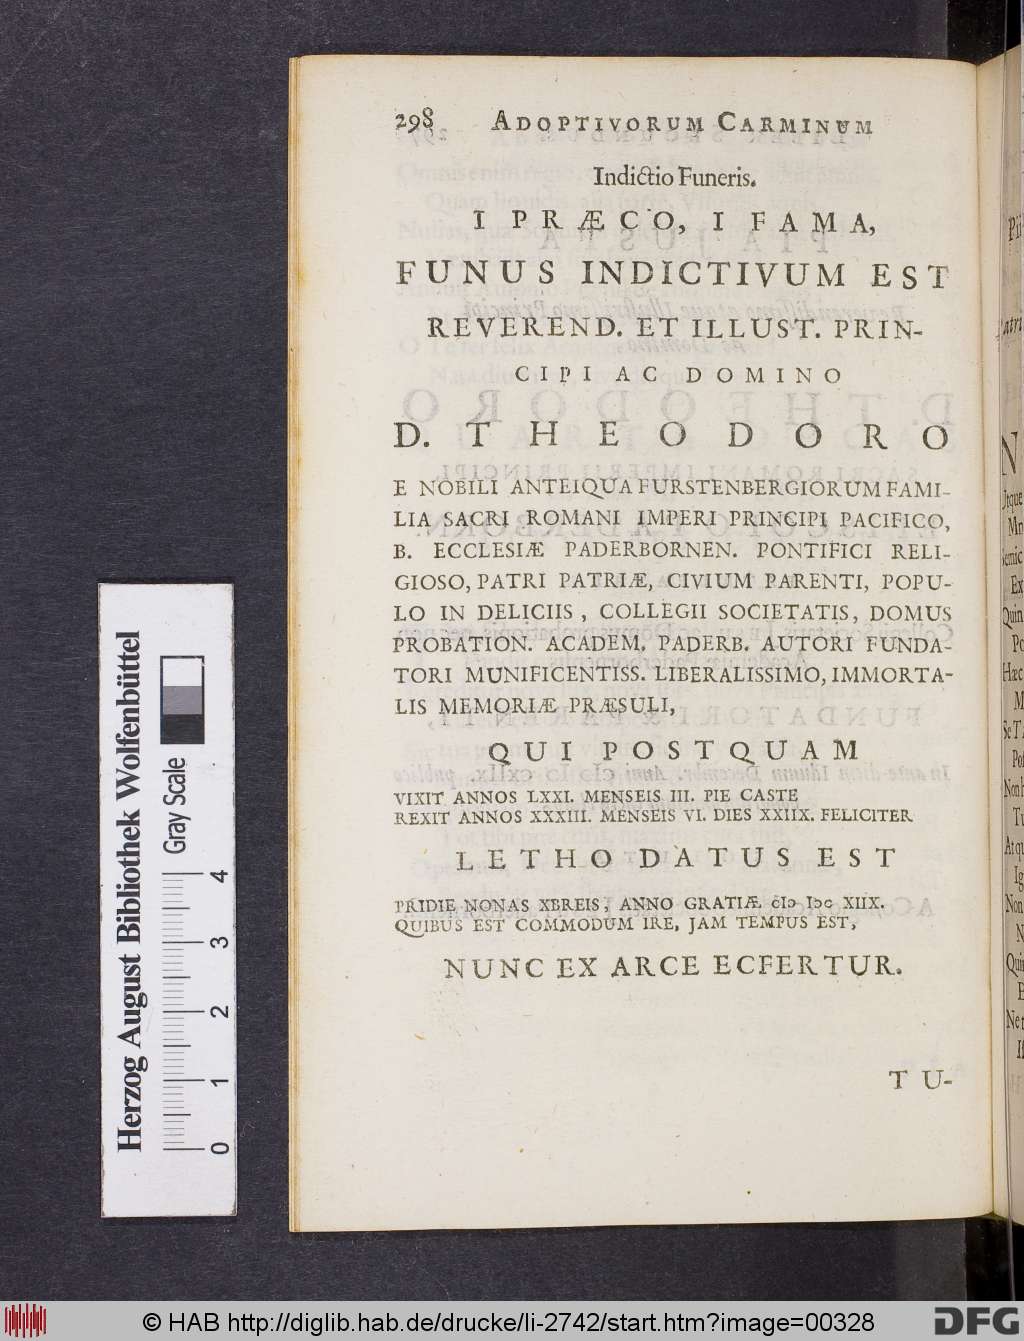 298 ADOPTIVORUM CARMINUM
Indictio Funeris.
I PRÆCO, I FAMA,
FUNUS INDICTIVUM EST
REVEREND. ET ILLUST. PRIN-
CIPI AC DOMINO
D. THEODORO
E NOBILI ANTEIQUA FURSTENBERGIORUM FAMI-
LIA SACRI ROMANI IMPERI PRINCIPI PACIFICO,
B. ECCLESIÆ PADERBORNEN. PONTIFICI RELI-
GIOSO, PATRI PATRIÆ, CIVIUM PARENTI, POPU-
LO IN DELICIIS, COLLEGII SOCIETATIS, DOMUS
PROBATION. ACADEM. PADERB. AUTORI FUNDA-
TORI MUNIFICENTISS. LIBERALISSIMO, IMMORTA-
LIS MEMORIÆ PRÆSULI,
QUI POSTQUAM
VIXIT ANNOS LXXI. MENSEIS III. PIE CASTE
REXIT ANNOS XXXIII. MENSEIS VI. DIES XXIIX. FELICITER
LETHO DATUS EST
PRIDIE NONAS XBREIS, ANNO GRATIÆ cIↄ Iↄc XIIX.
QUIBUS EST COMMODUM IRE, JAM TEMPUS EST,
NUNC EX ARCE ECFERTUR.
TU-
Herzog August Bibliothek Wolfenbüttel
Gray Scale
0 1 2 3 4
© HAB http://diglib.hab.de/drucke/li-2742/start.htm?image=00328
DFG